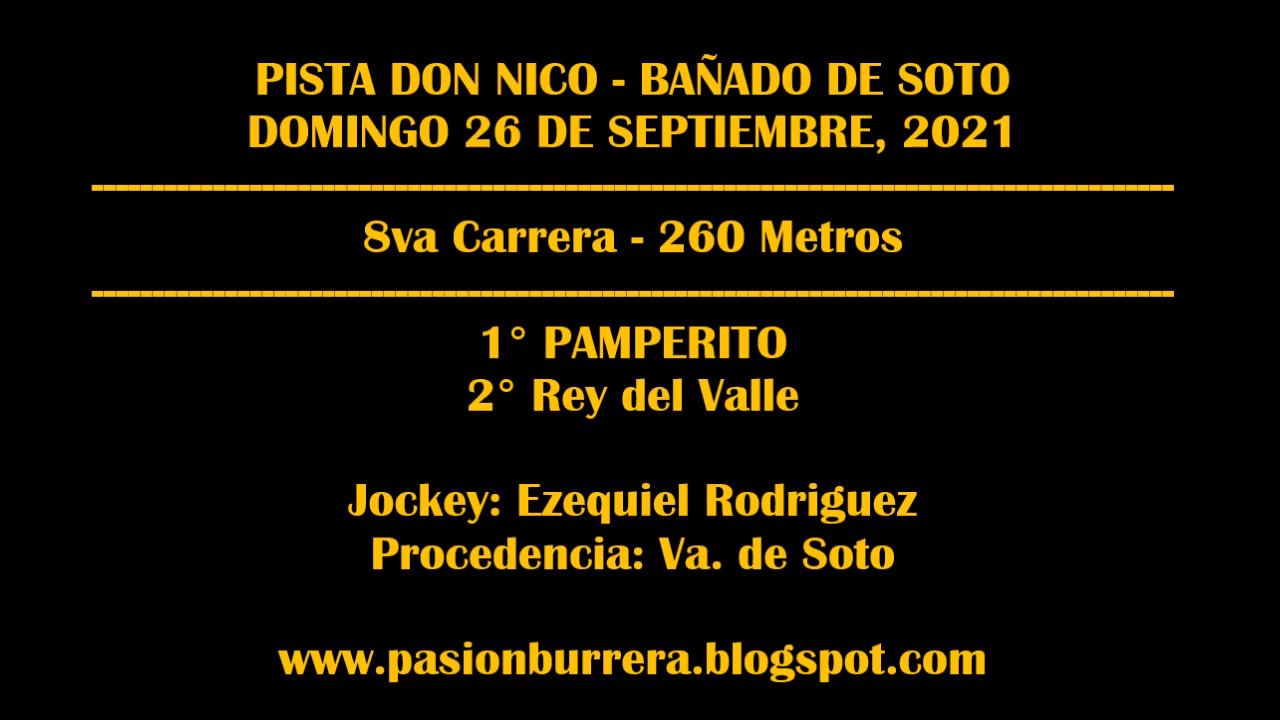 PISTA DON NICO - BAÑADO DE SOTO
DOMINGO 26 DE SEPTIEMBRE, 2021
8va Carrera - 260 Metros
1° PAMPERITO
2° Rey del Valle
Jockey: Ezequiel Rodriguez
Procedencia: Va. de Soto
www.pasionburrera.blogspot.com